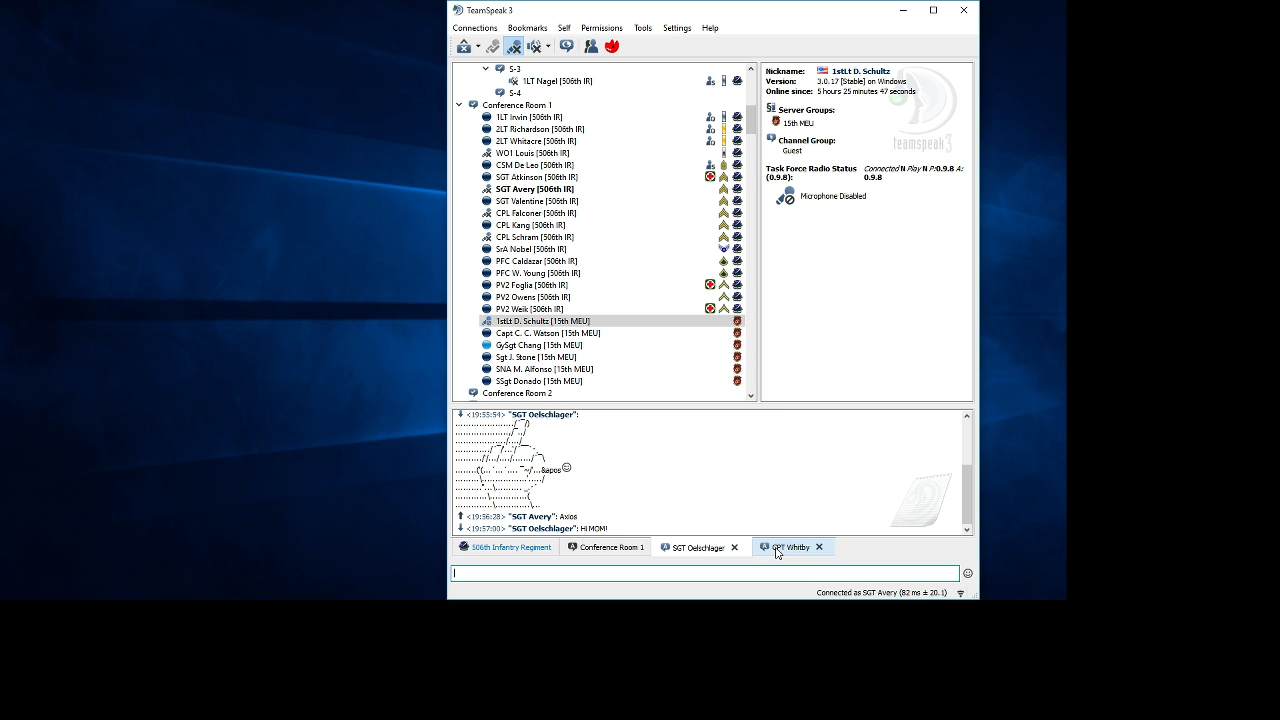 TeamSpeak 3
Connections Bookmarks Self Permissions Tools Settings Help
S-3
1LT Nagel [506th IR]
S-4
Conference Room 1
1LT Irwin [506th IR]
2LT Richardson [506th IR]
2LT Whitacre [506th IR]
WO1 Louis [506th IR]
CSM De Leo [506th IR]
SGT Atkinson [506th IR]
SGT Avery [506th IR]
SGT Valentine [506th IR]
CPL Falconer [506th IR]
CPL Kang [506th IR]
CPL Schram [506th IR]
SrA Nobel [506th IR]
PFC Caldazar [506th IR]
PFC W. Young [506th IR]
PV2 Foglia [506th IR]
PV2 Owens [506th IR]
PV2 Weik [506th IR]
1stLt D. Schultz [15th MEU]
Capt C. C. Watson [15th MEU]
GySgt Chang [15th MEU]
Sgt J. Stone [15th MEU]
SNA M. Alfonso [15th MEU]
SSgt Donado [15th MEU]
Conference Room 2
Nickname: 1stLt D. Schultz
Version: 3.0.17 [Stable] on Windows
Online since: 5 hours 25 minutes 47 seconds
Server Groups:
15th MEU
Channel Group:
Guest
Task Force Radio Status (0.9.8): Connected N Play N P:0.9.8 A: 0.9.8
Microphone Disabled
teamspeak3
<19:55:54> "SGT Oelschlager":
&apos
<19:56:28> "SGT Avery": Axios
<19:57:00> "SGT Oelschlager": Hi MOM!
506th Infantry Regiment Conference Room 1 SGT Oelschlager CPT Whitby
Connected as SGT Avery (82 ms ± 20.1)